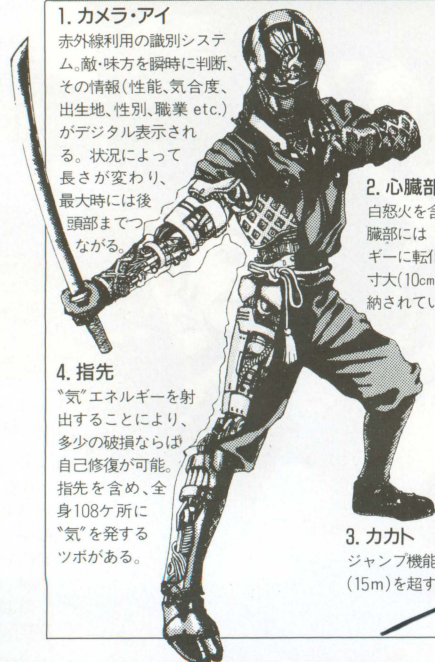 1. カメラ・アイ
赤外線利用の識別システ
ム。敵・味方を瞬時に判断、
その情報(性能、気合度、
出生地、性別、職業 etc.)
がデジタル表示され
る。状況によって
長さが変わり、
最大時には後
頭部までつ
ながる。
2. 心臓部
白怒火を含
臓部には
ギーに転化
寸大(10cm
納されてい
3. カカト
ジャンプ機能
(15m)を超す
4. 指先
〝気〞エネルギーを射
出することにより、
多少の破損ならば
自己修復が可能。
指先を含め、全
身108ケ所に
〝気〞を発する
ツボがある。